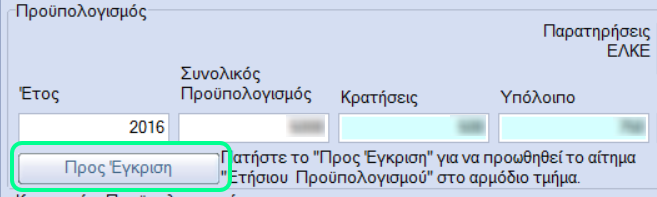 Προϋπολογισμός
Παρατηρήσεις
ΕΛΚΕ
Συνολικός
Έτος Προϋπολογισμός Κρατήσεις Υπόλοιπο
2016
Προς Έγκριση
Πατήστε το "Προς Έγκριση" για να προωθηθεί το αίτημα
"Ετήσιου Προϋπολογισμού" στο αρμόδιο τμήμα.